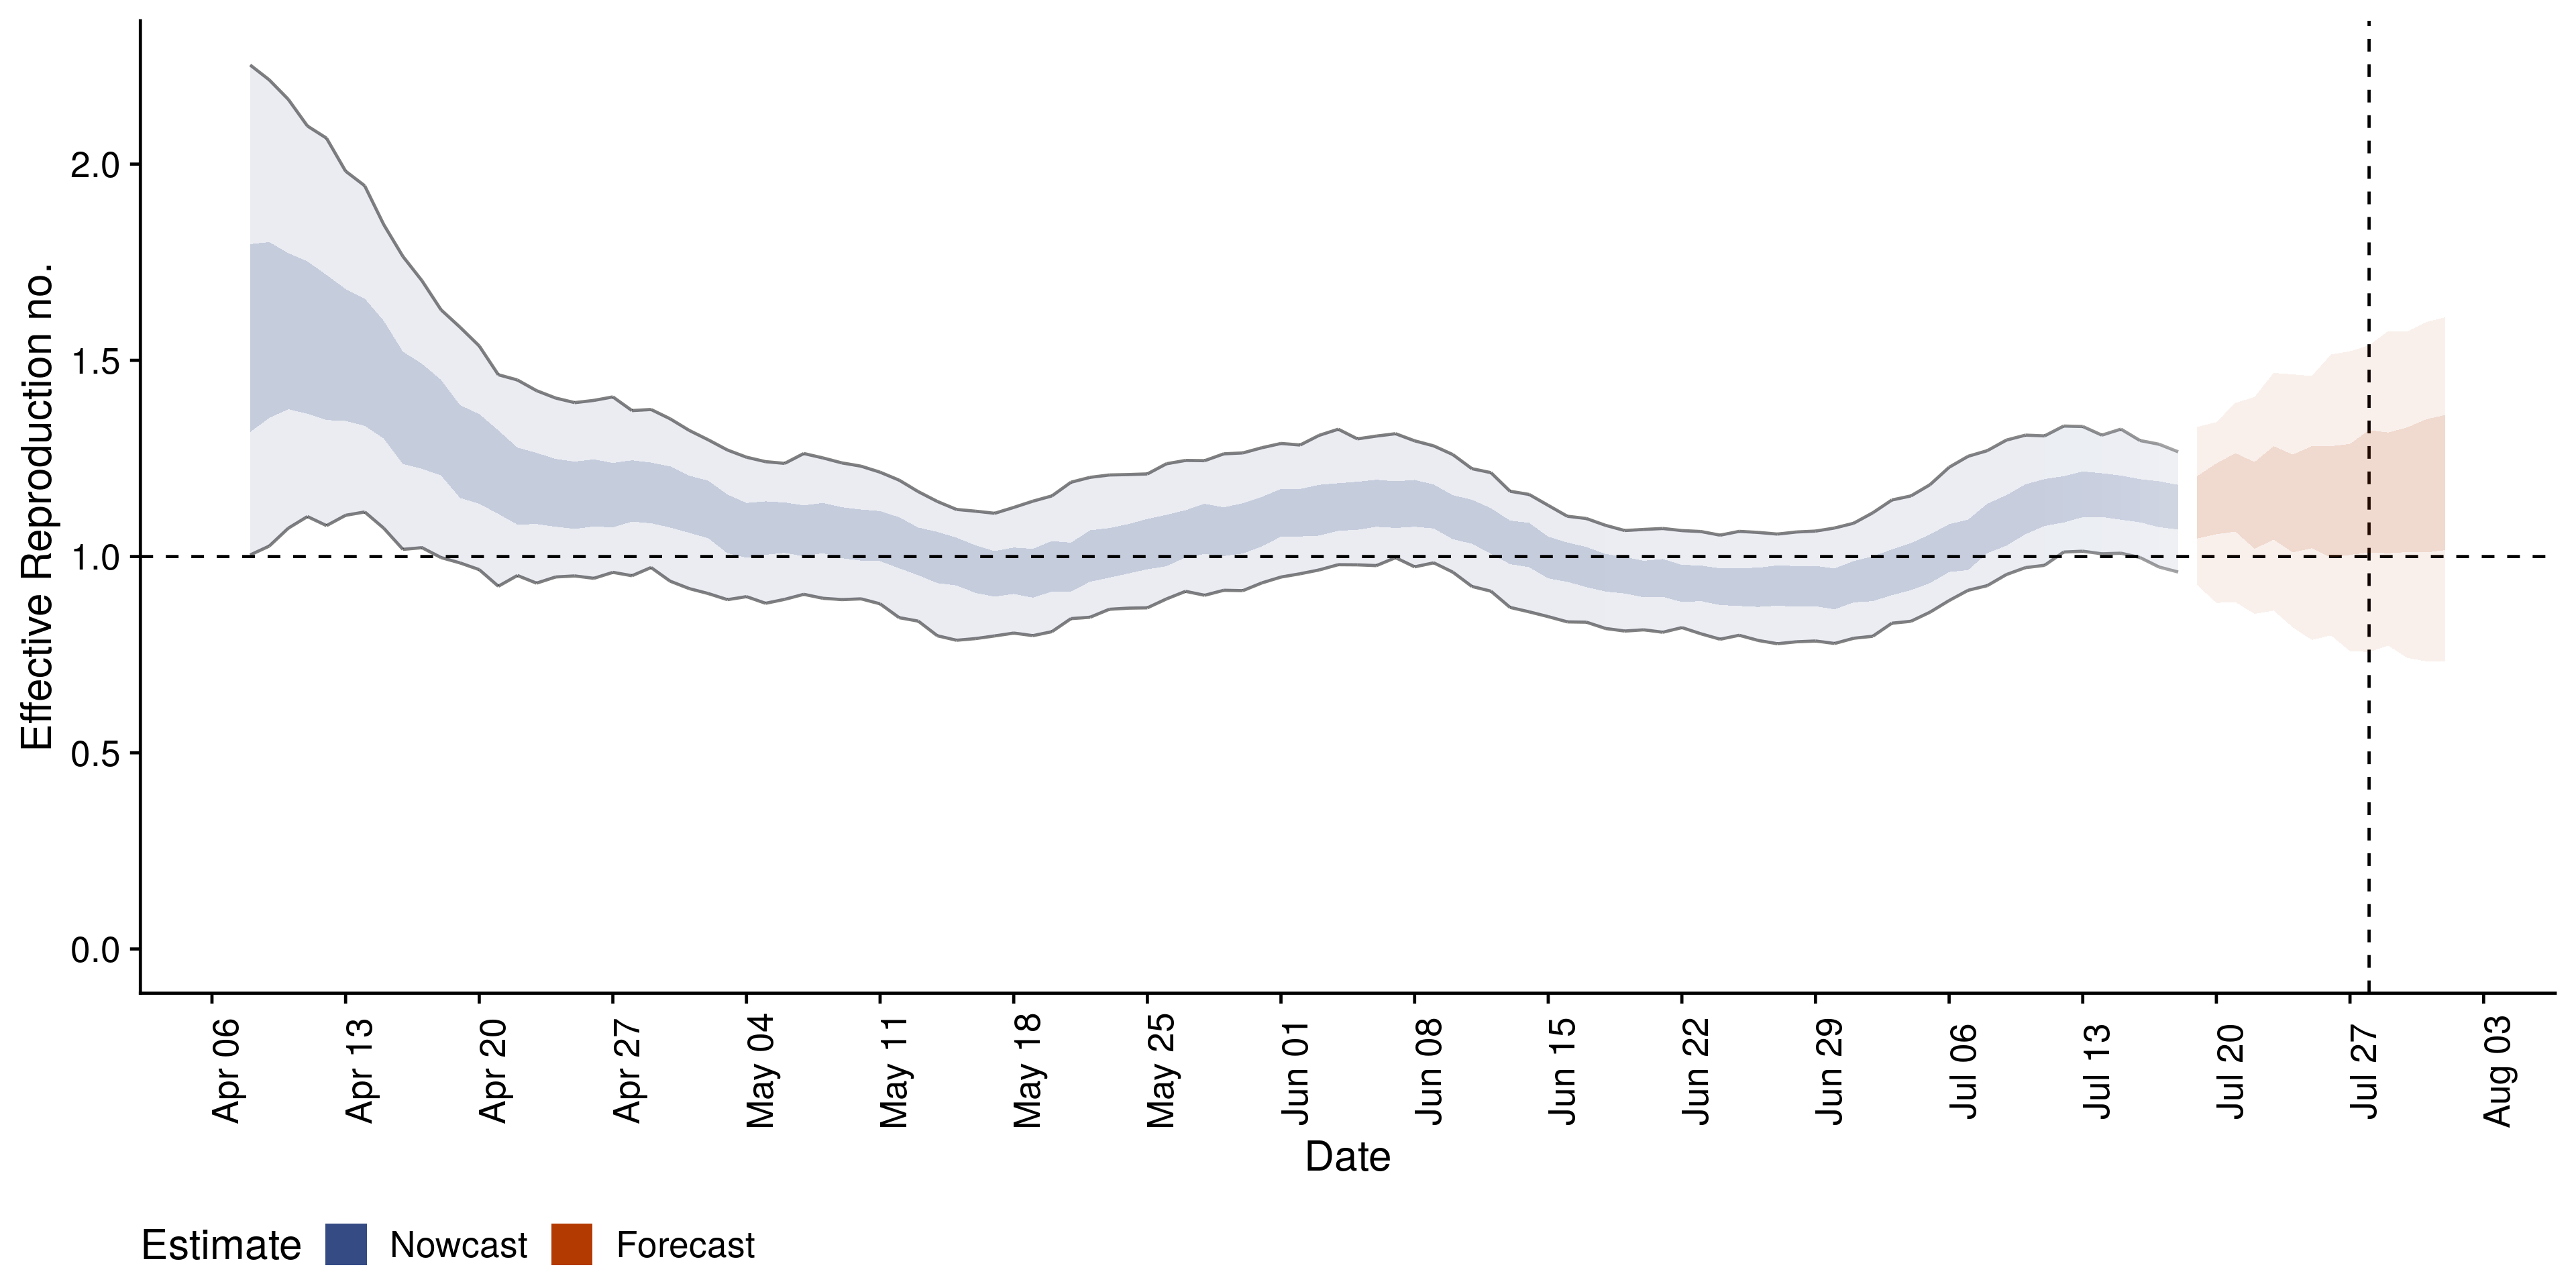 Effective Reproduction no.
2.0
1.5
1.0
0.5
0.0
Apr 06
Apr 13
Apr 20
Apr 27
May 04
May 11
May 18
May 25
Jun 01
Jun 08
Jun 15
Jun 22
Jun 29
Jul 06
Jul 13
Jul 20
Jul 27
Aug 03
Date
Estimate Nowcast Forecast